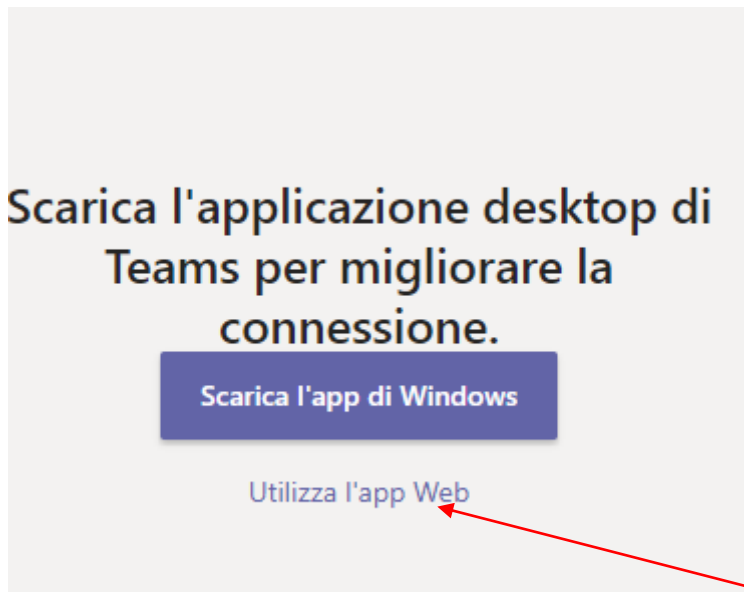 Scarica l'applicazione desktop di
Teams per migliorare la
connessione.
Scarica l'app di Windows
Utilizza l'app Web